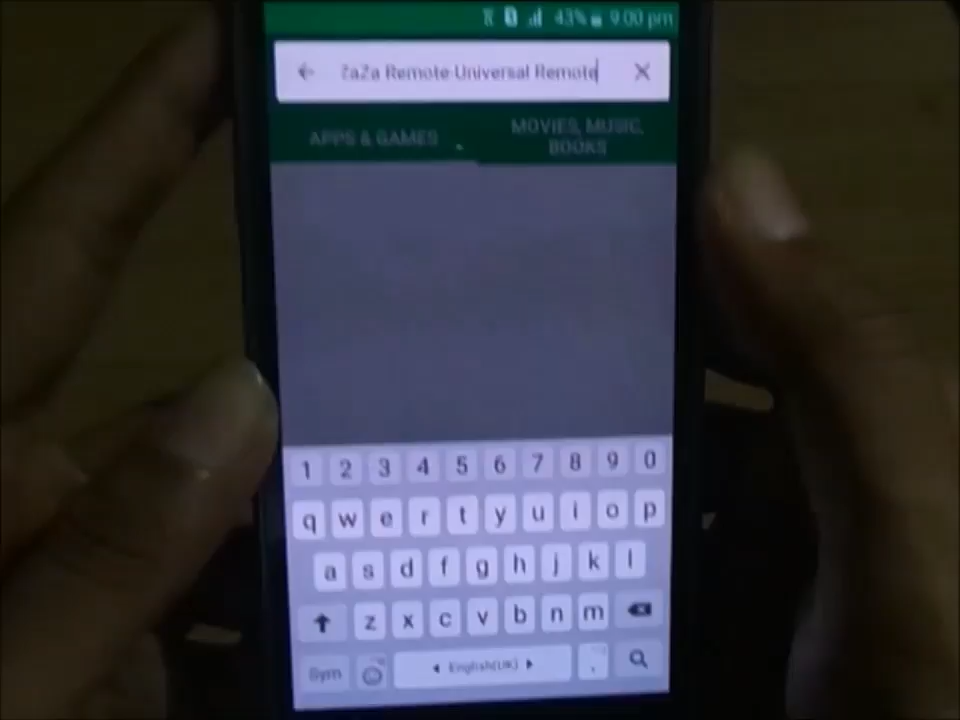 43% 9:00 pm
ZaZa Remote Universal Remote
APPS & GAMES
MOVIES, MUSIC,
BOOKS
1 2 3 4 5 6 7 8 9 0
q w e r t y u i o p
a s d f g h j k l
z x c v b n m
Sym English(UK) .